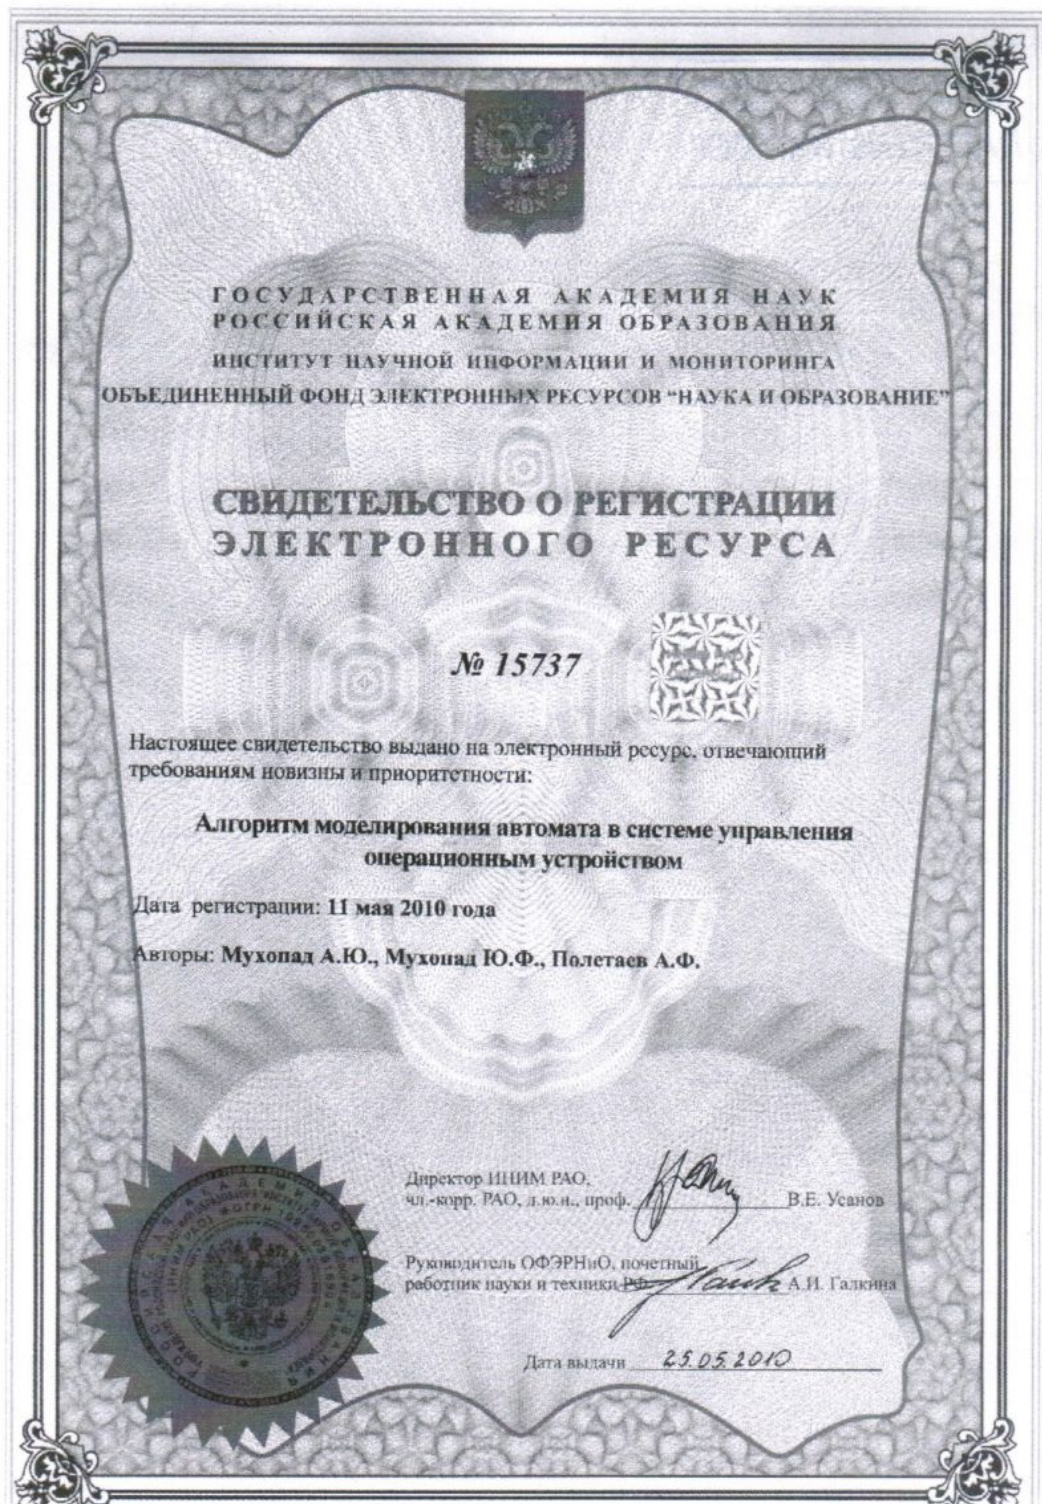 ГОСУДАРСТВЕННАЯ АКАДЕМИЯ НАУК
РОССИЙСКАЯ АКАДЕМИЯ ОБРАЗОВАНИЯ
ИНСТИТУТ НАУЧНОЙ ИНФОРМАЦИИ И МОНИТОРИНГА
ОБЪЕДИНЕННЫЙ ФОНД ЭЛЕКТРОННЫХ РЕСУРСОВ “НАУКА И ОБРАЗОВАНИЕ”
СВИДЕТЕЛЬСТВО О РЕГИСТРАЦИИ
ЭЛЕКТРОННОГО РЕСУРСА
№ 15737
Настоящее свидетельство выдано на электронный ресурс, отвечающий
требованиям новизны и приоритетности:
Алгоритм моделирования автомата в системе управления
операционным устройством
Дата регистрации: 11 мая 2010 года
Авторы: Мухопад А.Ю., Мухопад Ю.Ф., Полетаев А.Ф.
Директор ИНИМ РАО,
чл.-корр. РАО, д.ю.н., проф. В.Е. Усанов
Руководитель ОФЭРНиО, почетный
работник науки и техники РФ А.И. Галкина
Дата выдачи 25.05.2010
РОССИЙСКАЯ АКАДЕМИЯ ОБРАЗОВАНИЯ